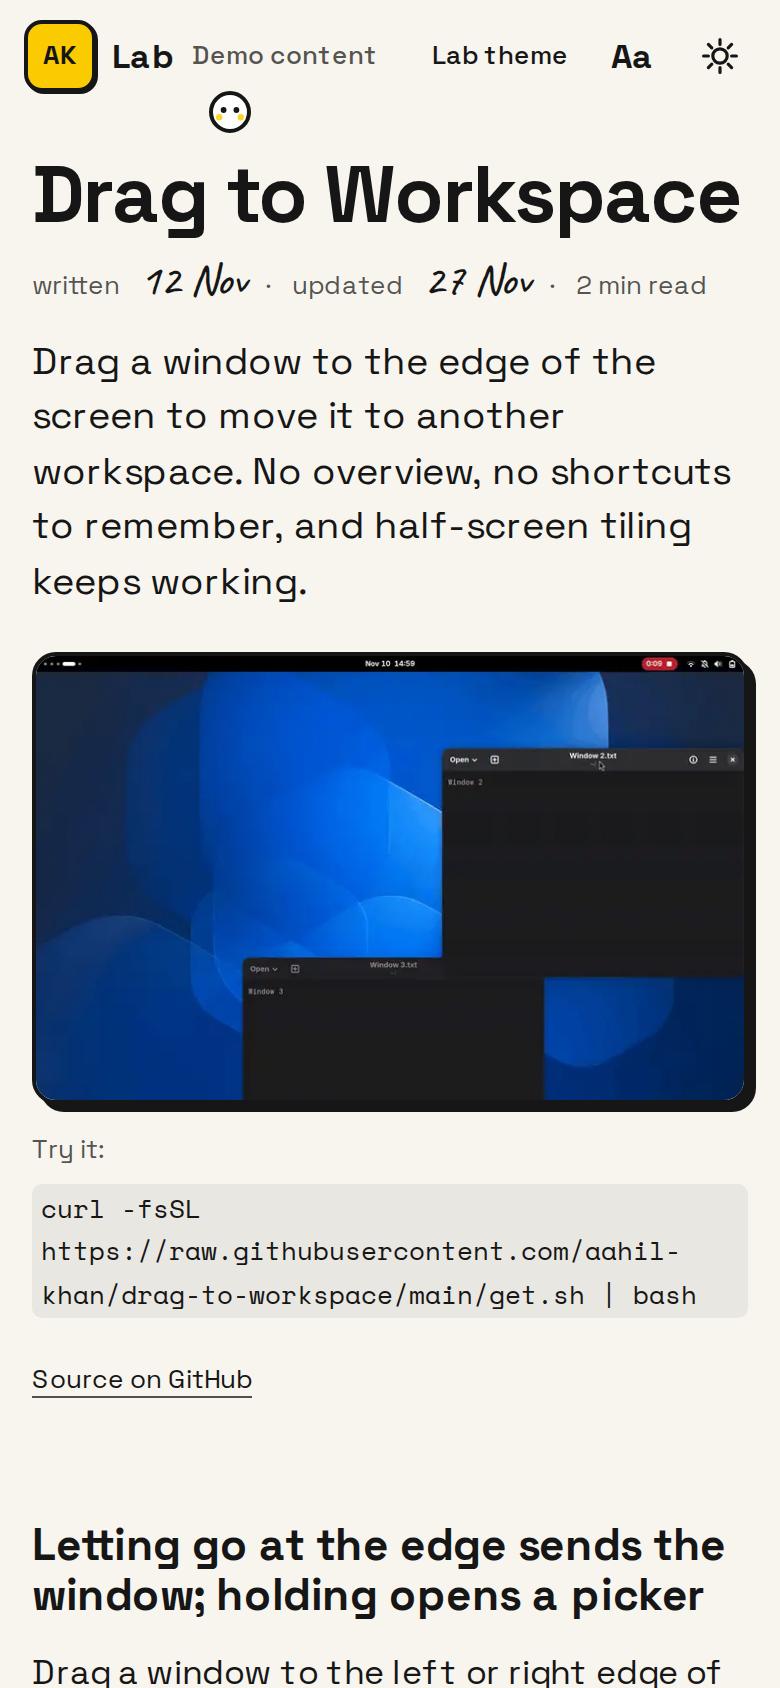 AK Lab Demo content Lab theme Aa
Drag to Workspace
written 12 Nov · updated 27 Nov · 2 min read
Drag a window to the edge of the
screen to move it to another
workspace. No overview, no shortcuts
to remember, and half-screen tiling
keeps working.
Nov 10 14:59
0:09
Open
Window 2.txt
Window 2
Open
Window 3.txt
Window 3
Try it:
curl -fsSL
https://raw.githubusercontent.com/aahil-
khan/drag-to-workspace/main/get.sh | bash
Source on GitHub
Letting go at the edge sends the
window; holding opens a picker
Drag a window to the left or right edge of